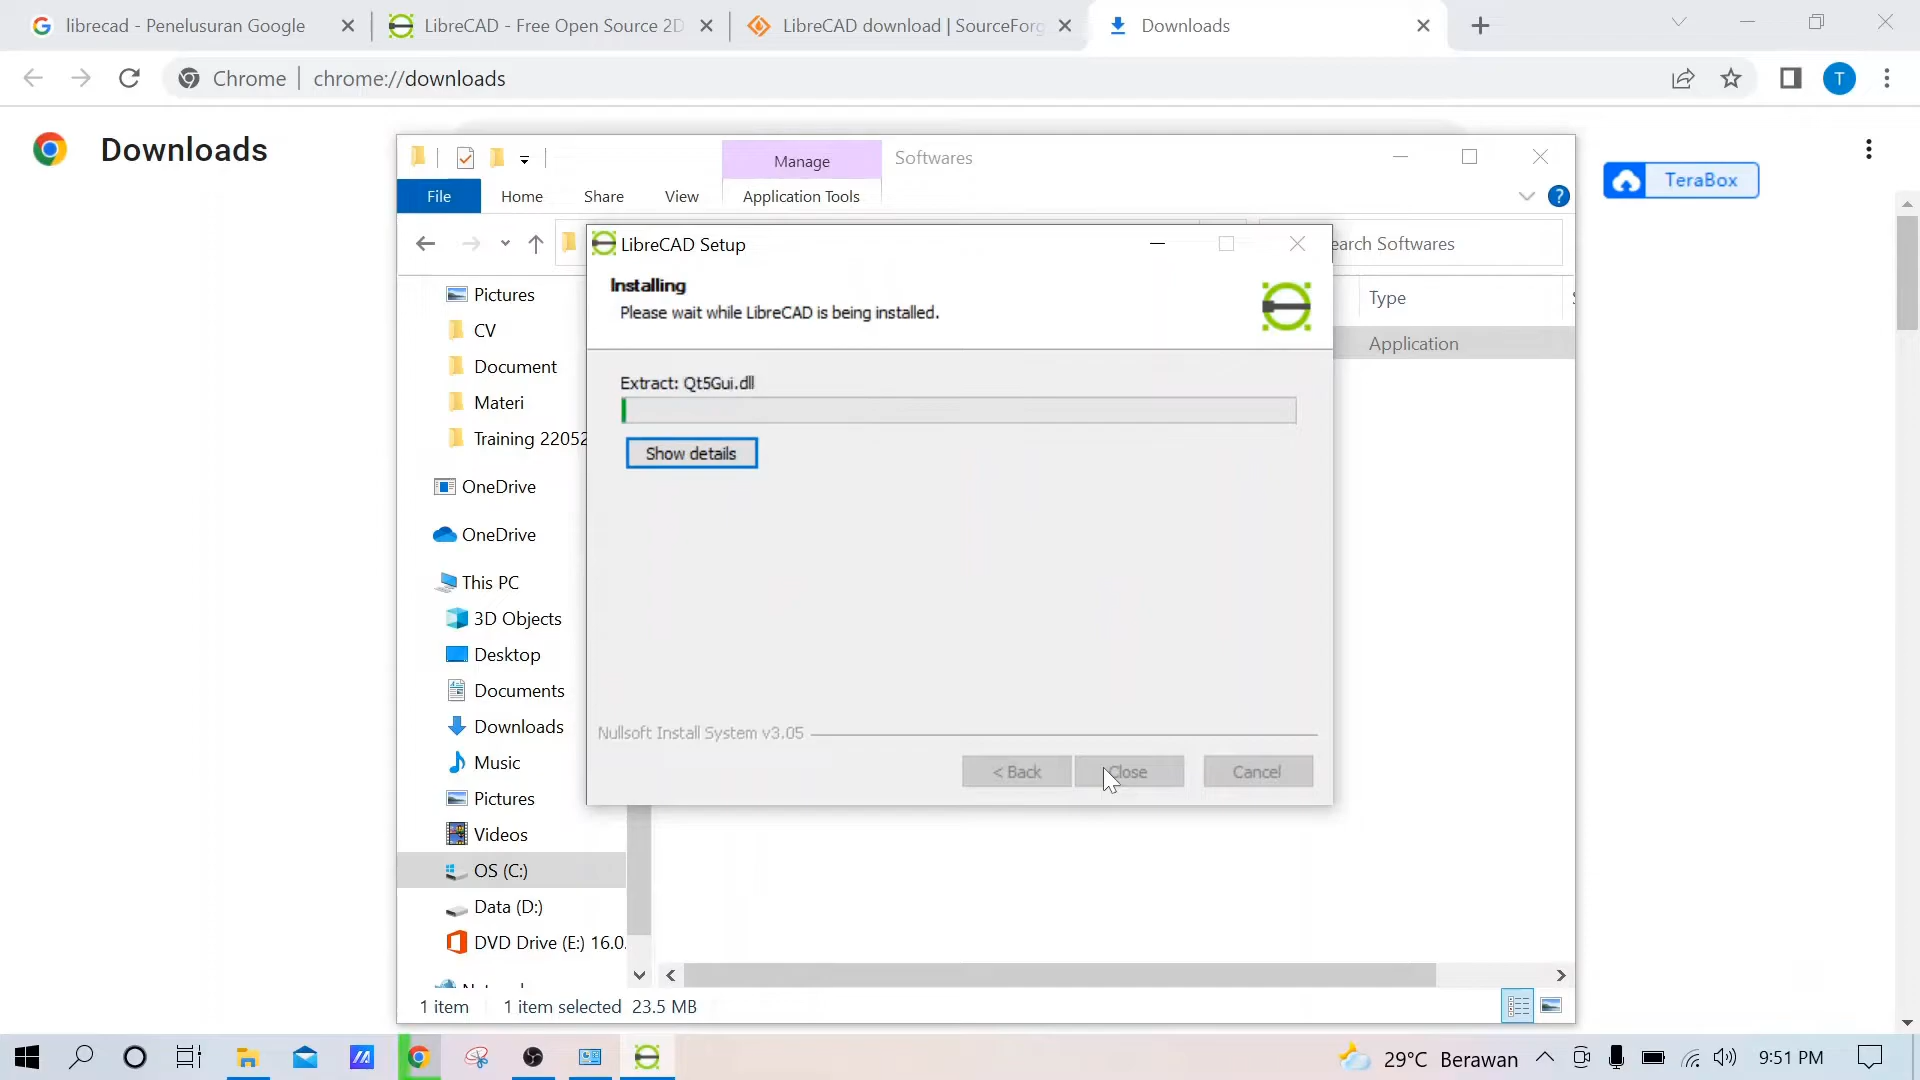 librecad - Penelusuran Google
LibreCAD - Free Open Source 2D
LibreCAD download | SourceForg
Downloads
Chrome
chrome://downloads
T
Downloads
Manage
Softwares
TeraBox
File
Home
Share
View
Application Tools
?
LibreCAD Setup
earch Softwares
Installing
Please wait while LibreCAD is being installed.
Type
Application
Extract: Qt5Gui.dll
Show details
Pictures
CV
Document
Materi
Training 22052
OneDrive
OneDrive
This PC
3D Objects
Desktop
Documents
Downloads
Music
Pictures
Videos
OS (C:)
Data (D:)
DVD Drive (E:) 16.0.
Nullsoft Install System v3.05
< Back
Close
Cancel
1 item
1 item selected 23.5 MB
29°C Berawan
9:51 PM